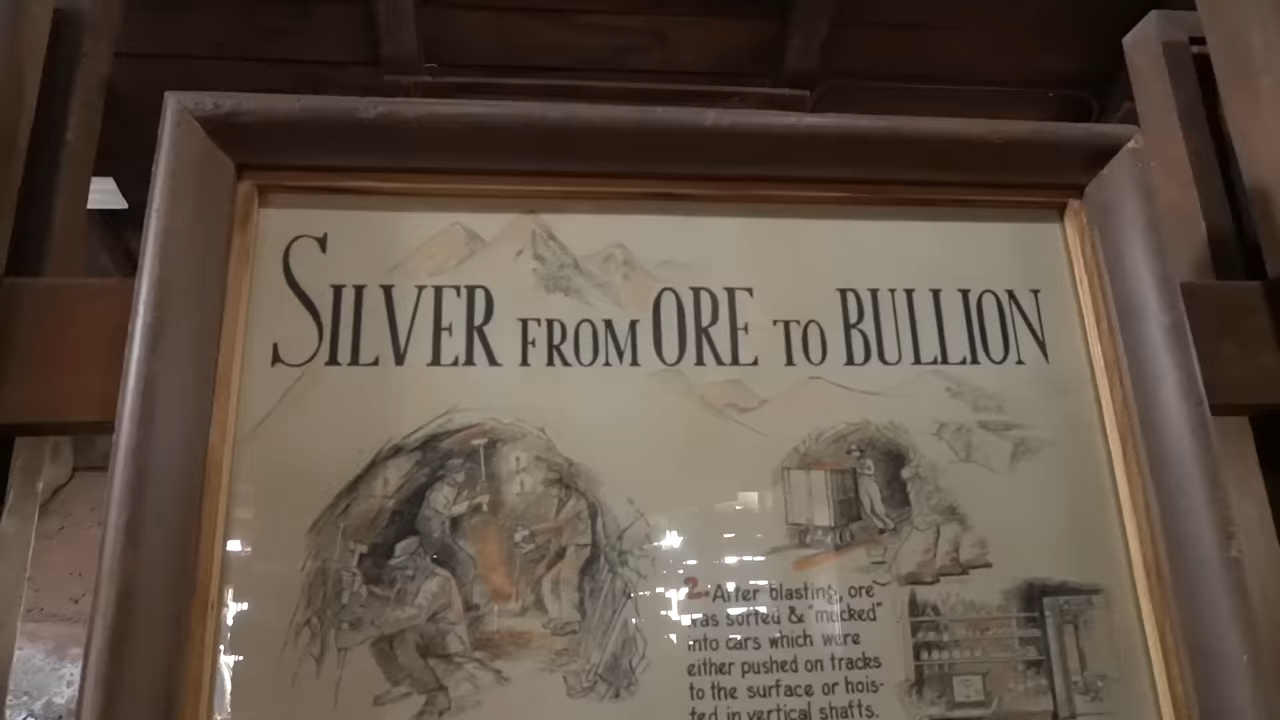 SILVER FROM ORE TO BULLION
2. After blasting, ore
was sorted & "mucked"
into cars which were
either pushed on tracks
to the surface or hois-
ted in vertical shafts.